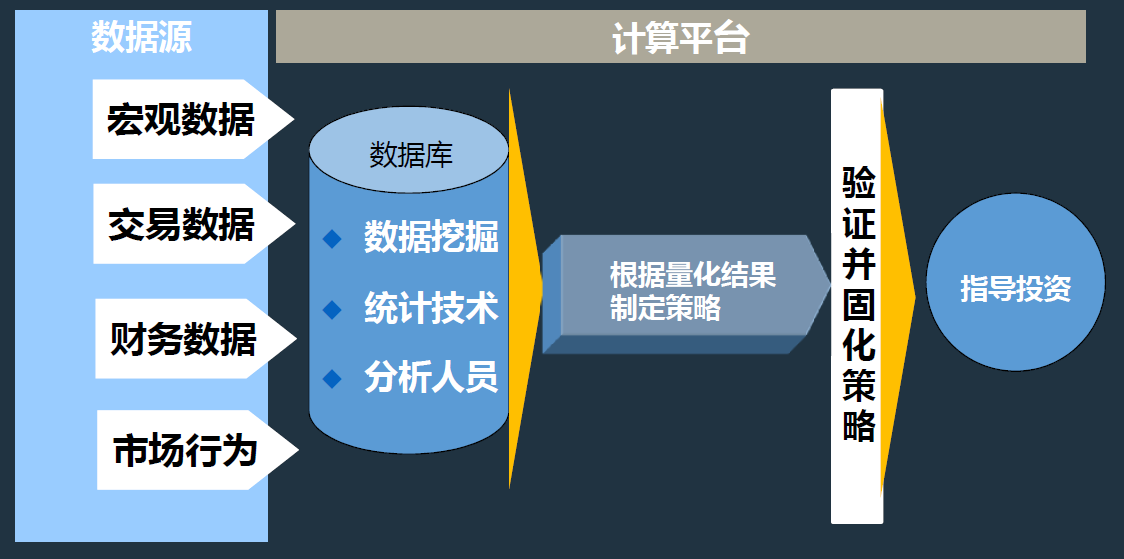 数据源
计算平台
宏观数据
交易数据
财务数据
市场行为
数据库
数据挖掘
统计技术
分析人员
根据量化结果
制定策略
验证并固化策略
指导投资